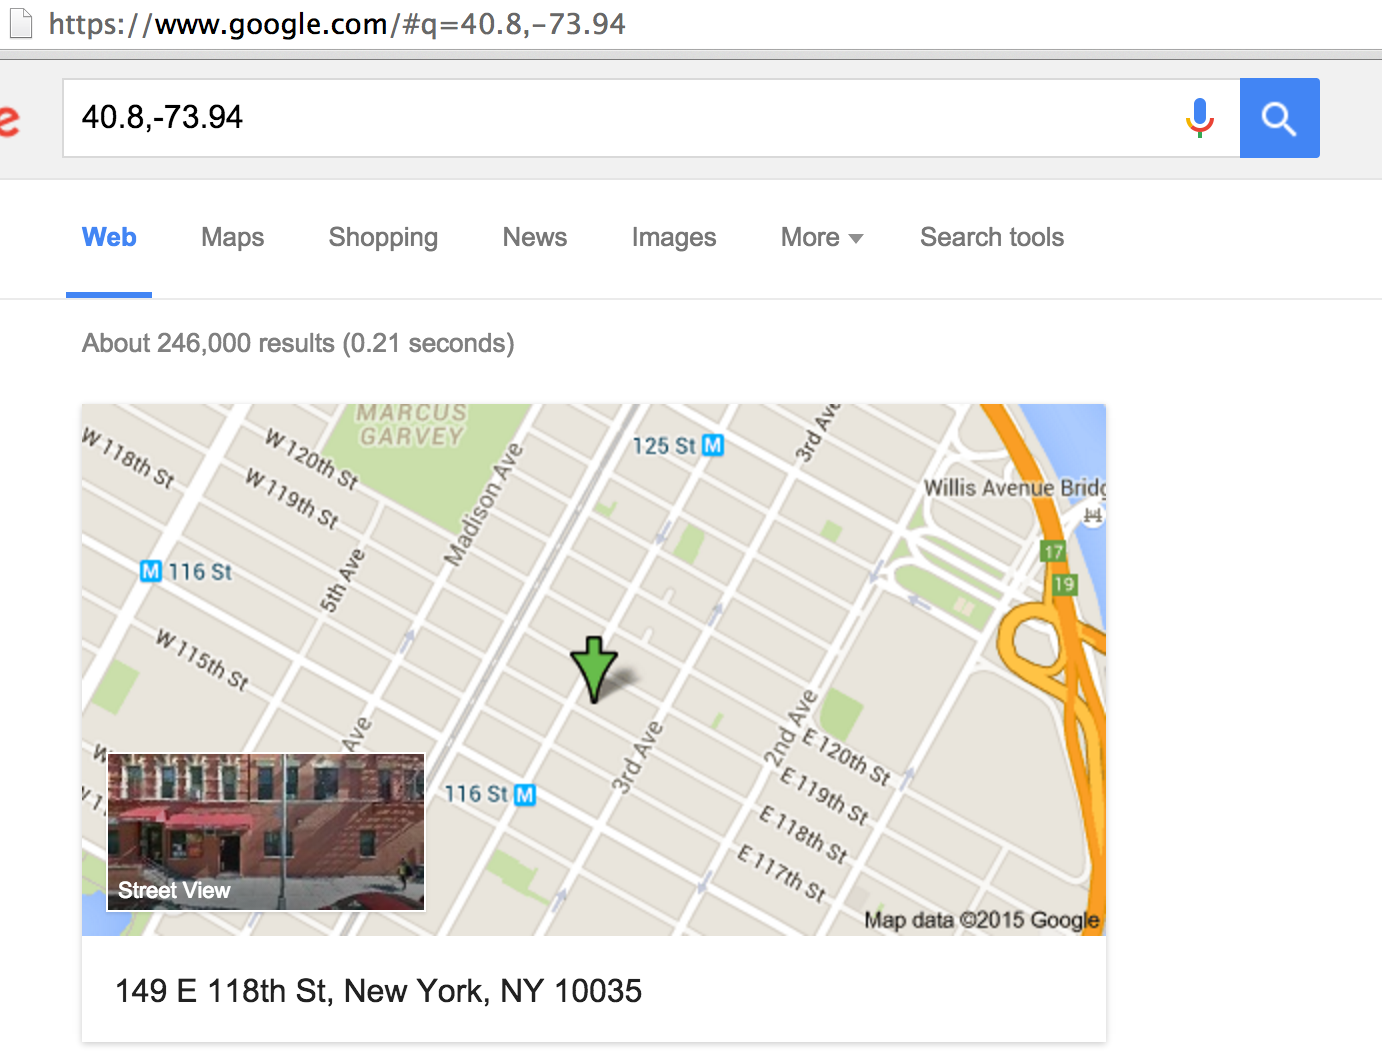 https://www.google.com/#q=40.8,-73.94
e
40.8,-73.94
Web Maps Shopping News Images More Search tools
About 246,000 results (0.21 seconds)
MARCUS
GARVEY
W 118th St
W 120th St
W 119th St
Madison Ave
125 St M
3rd Ave
Willis Avenue Bridg
17
19
M 116 St
5th Ave
W 115th St
Ave
116 St M
3rd Ave
2nd Ave
E 120th St
E 119th St
E 118th St
E 117th St
Street View
Map data ©2015 Google
149 E 118th St, New York, NY 10035